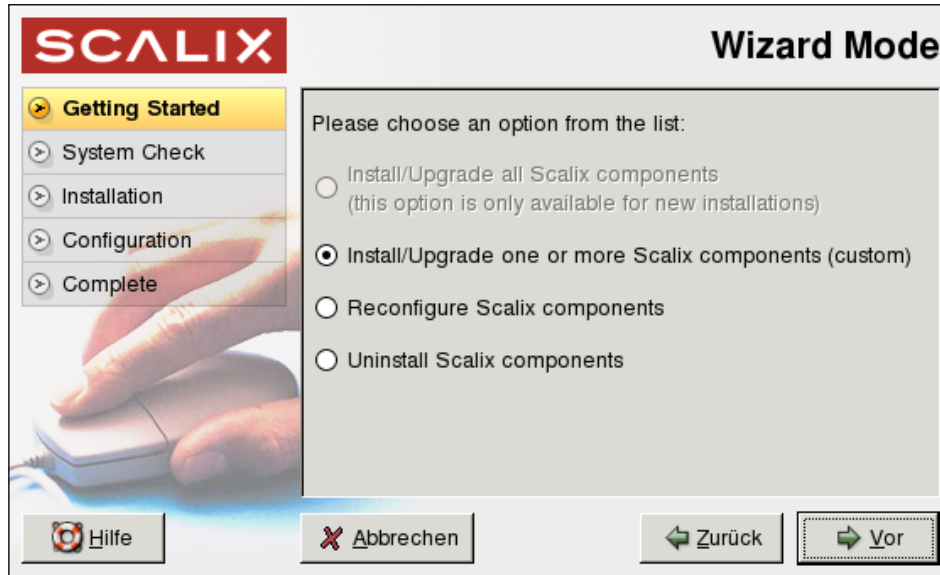 SCALIX
Wizard Mode
Getting Started
System Check
Installation
Configuration
Complete
Please choose an option from the list:
Install/Upgrade all Scalix components
(this option is only available for new installations)
Install/Upgrade one or more Scalix components (custom)
Reconfigure Scalix components
Uninstall Scalix components
Hilfe
Abbrechen
Zurück
Vor